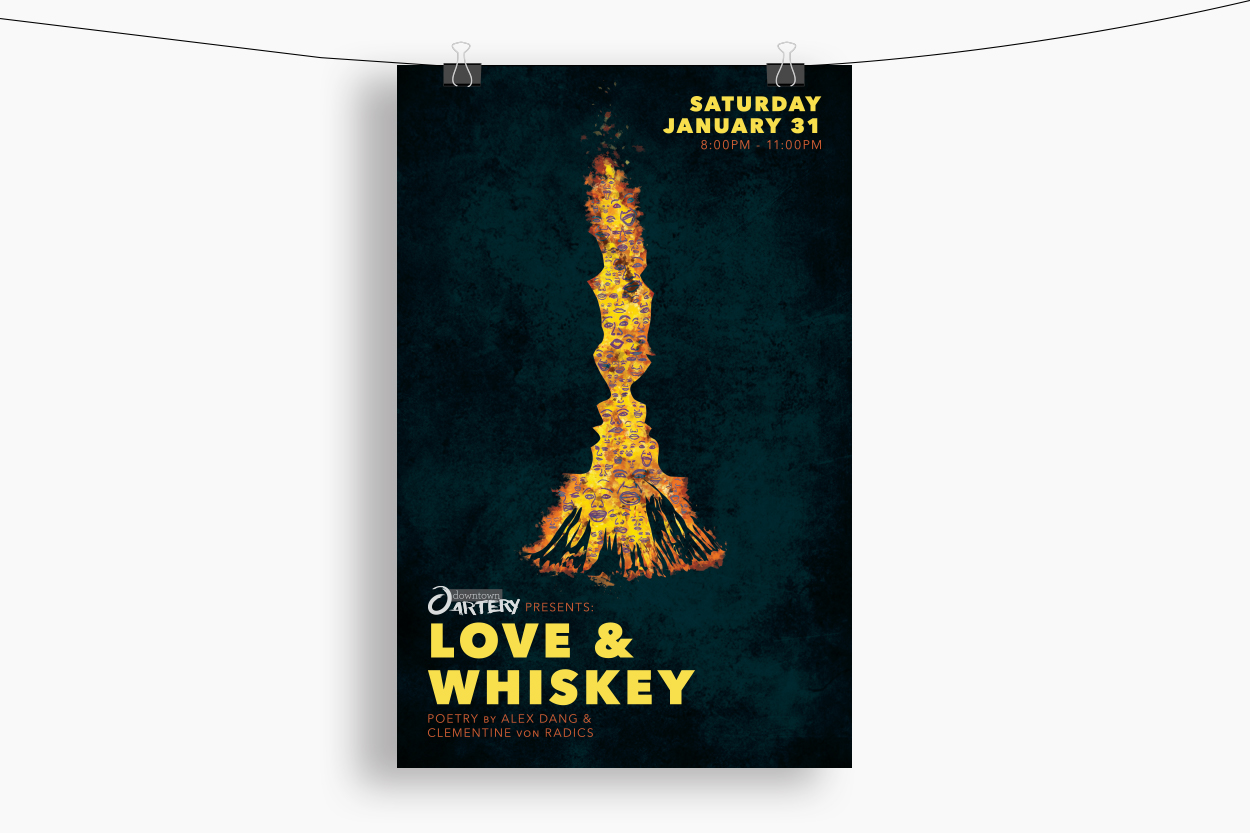 SATURDAY
JANUARY 31
8:00PM - 11:00PM
downtown
ARTERY PRESENTS:
LOVE &
WHISKEY
POETRY BY ALEX DANG &
CLEMENTINE VON RADICS